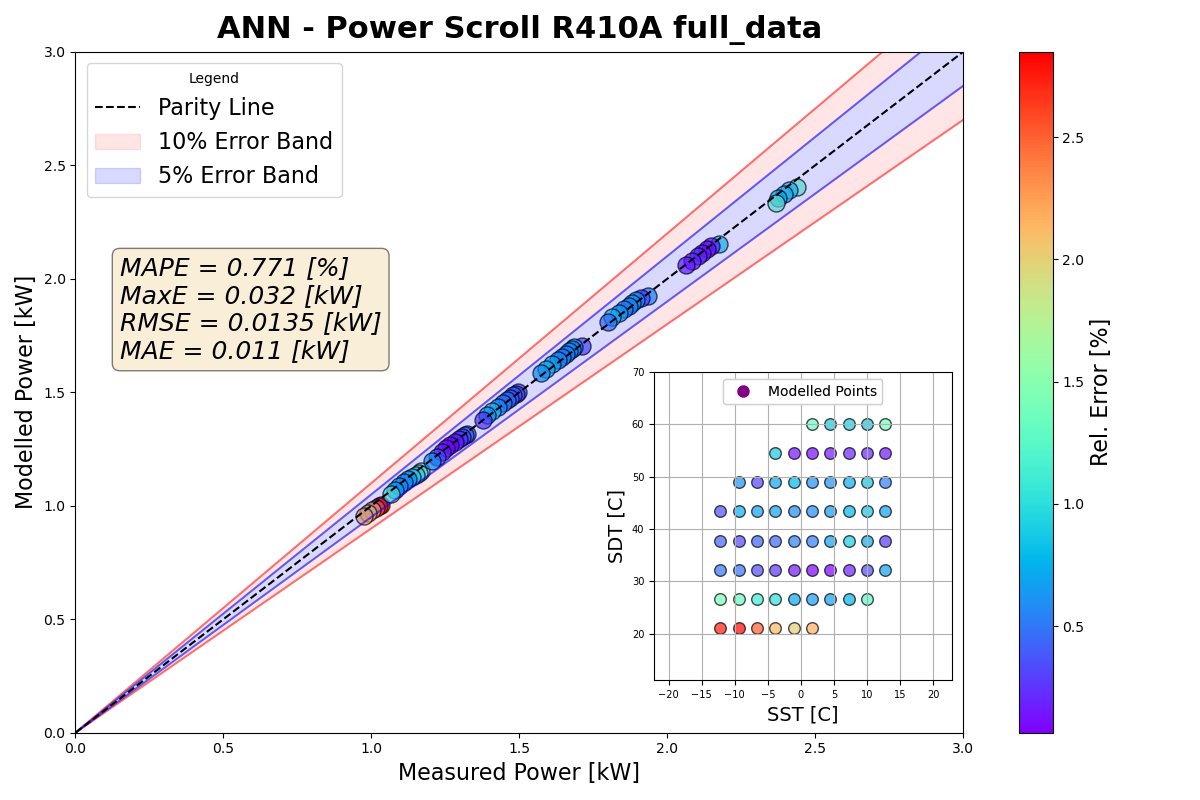 ANN - Power Scroll R410A full_data
Legend
Parity Line
10% Error Band
5% Error Band
MAPE = 0.771 [%]
MaxE = 0.032 [kW]
RMSE = 0.0135 [kW]
MAE = 0.011 [kW]
Modelled Power [kW]
3.0
2.5
2.0
1.5
1.0
0.5
0.0
0.0 0.5 1.0 1.5 2.0 2.5 3.0
Measured Power [kW]
Modelled Points
SDT [C]
70
60
50
40
30
20
−20 −15 −10 −5 0 5 10 15 20
SST [C]
2.5
2.0
1.5
1.0
0.5
Rel. Error [%]